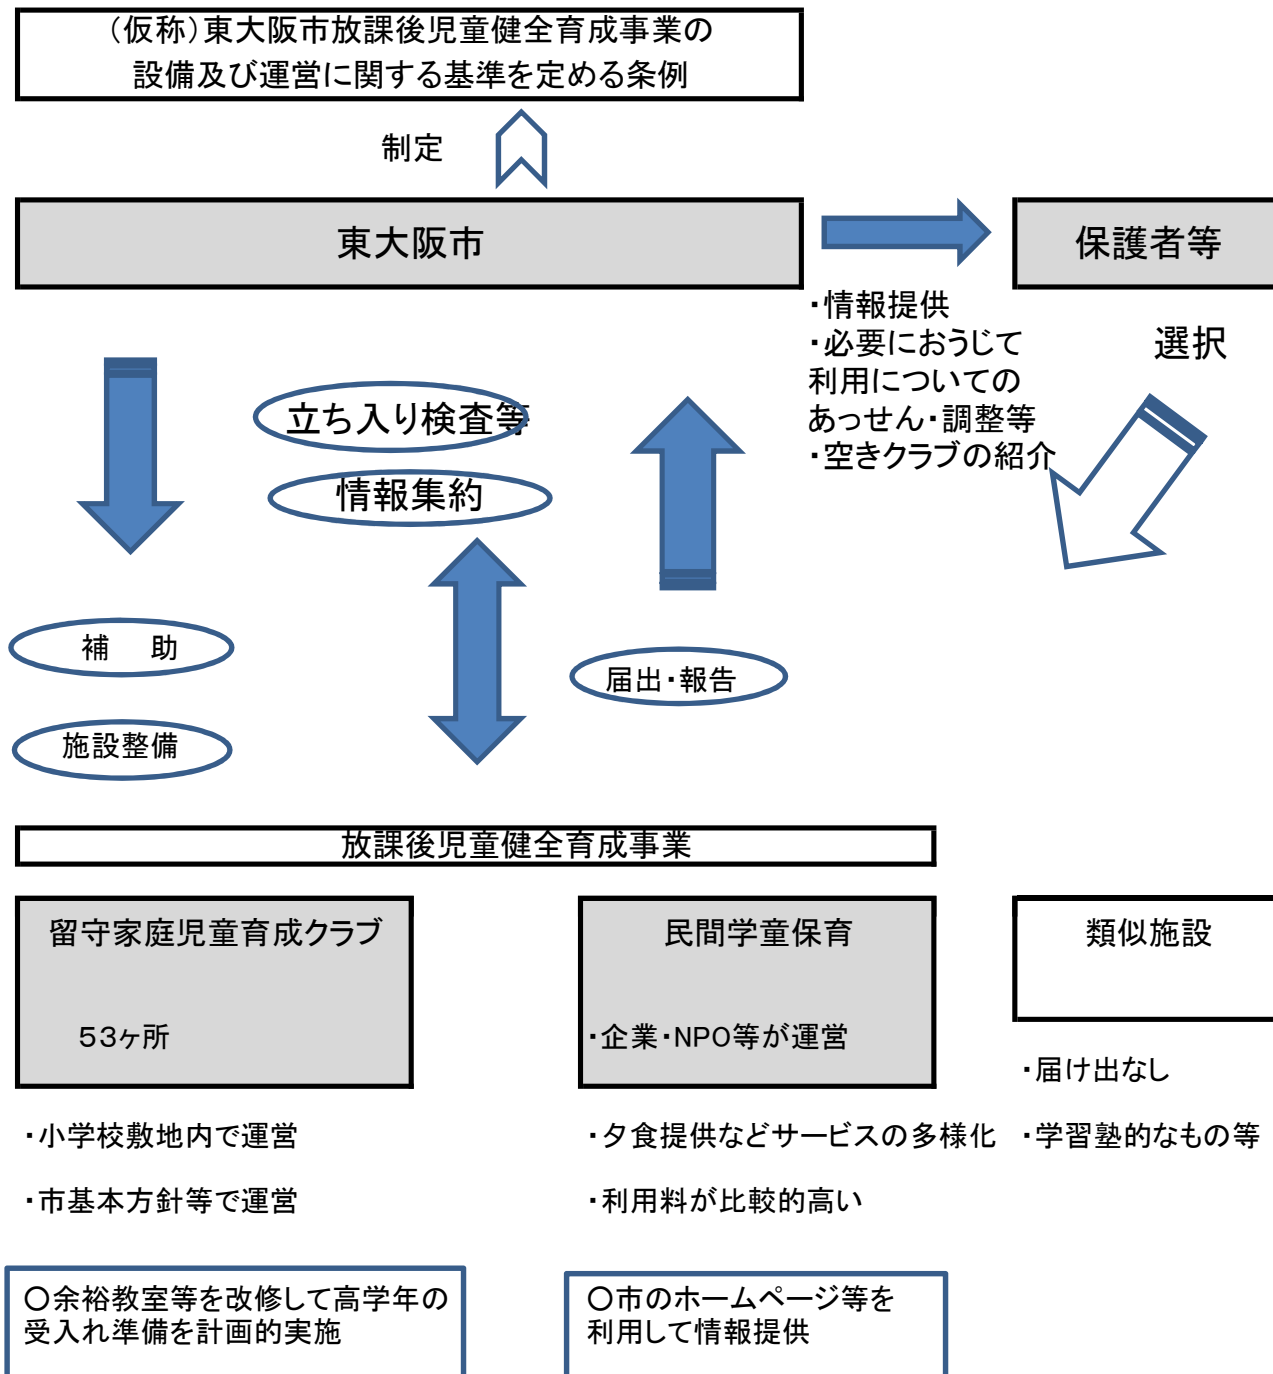 （仮称）東大阪市放課後児童健全育成事業の
設備及び運営に関する基準を定める条例
制定
東大阪市
保護者等
・情報提供
・必要におうじて
利用についての
あっせん・調整等
・空きクラブの紹介
選択
立ち入り検査等
情報集約
補　助
届出・報告
施設整備
放課後児童健全育成事業
留守家庭児童育成クラブ
53ヶ所
・小学校敷地内で運営
・市基本方針等で運営
〇余裕教室等を改修して高学年の
受入れ準備を計画的実施
民間学童保育
・企業・NPO等が運営
・夕食提供などサービスの多様化
・利用料が比較的高い
〇市のホームページ等を
利用して情報提供
類似施設
・届け出なし
・学習塾的なもの等